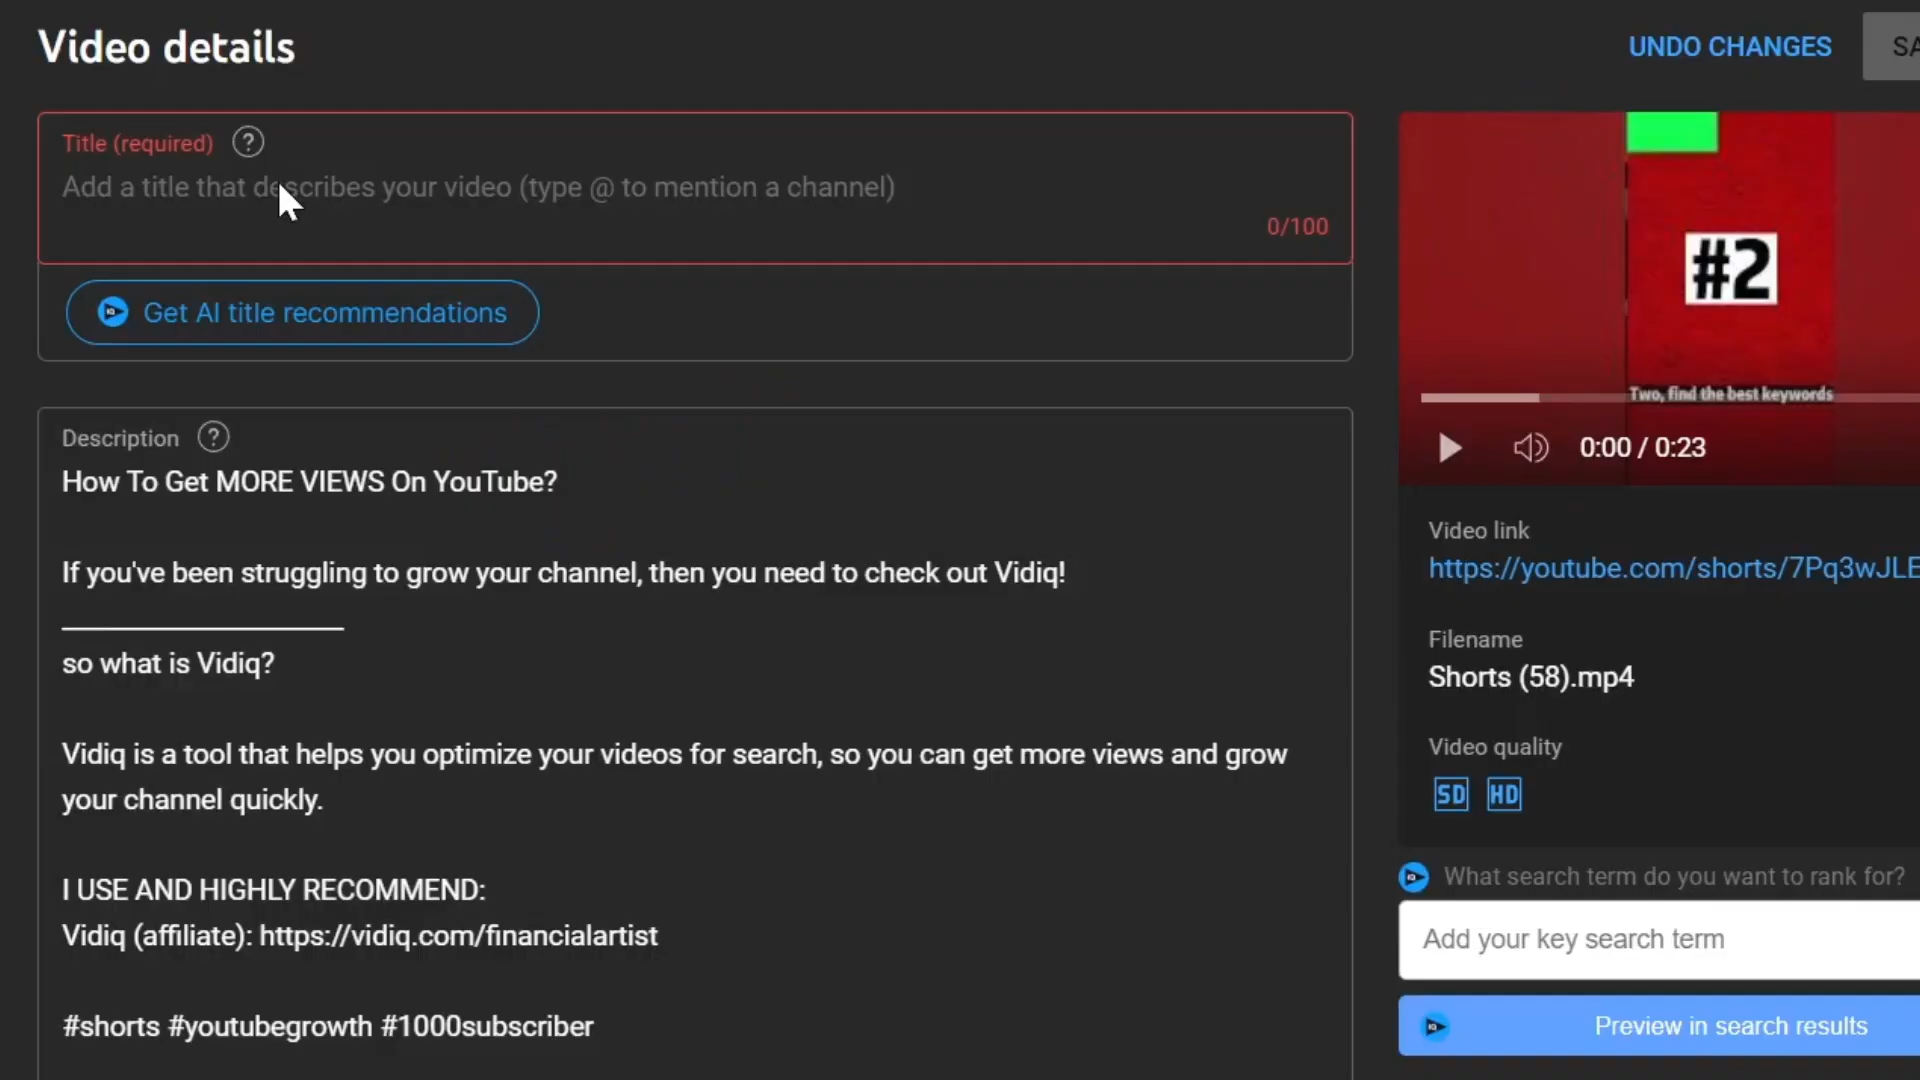 Video details
UNDO CHANGES
SA
Title (required)
Add a title that describes your video (type @ to mention a channel)
0/100
Get AI title recommendations
Description
How To Get MORE VIEWS On YouTube?
If you've been struggling to grow your channel, then you need to check out Vidiq!
____________________
so what is Vidiq?
Vidiq is a tool that helps you optimize your videos for search, so you can get more views and grow
your channel quickly.
I USE AND HIGHLY RECOMMEND:
Vidiq (affiliate): https://vidiq.com/financialartist
#shorts #youtubegrowth #1000subscriber
#2
Two, find the best keywords
0:00 / 0:23
Video link
https://youtube.com/shorts/7Pq3wJLE
Filename
Shorts (58).mp4
Video quality
SD HD
What search term do you want to rank for?
Add your key search term
Preview in search results